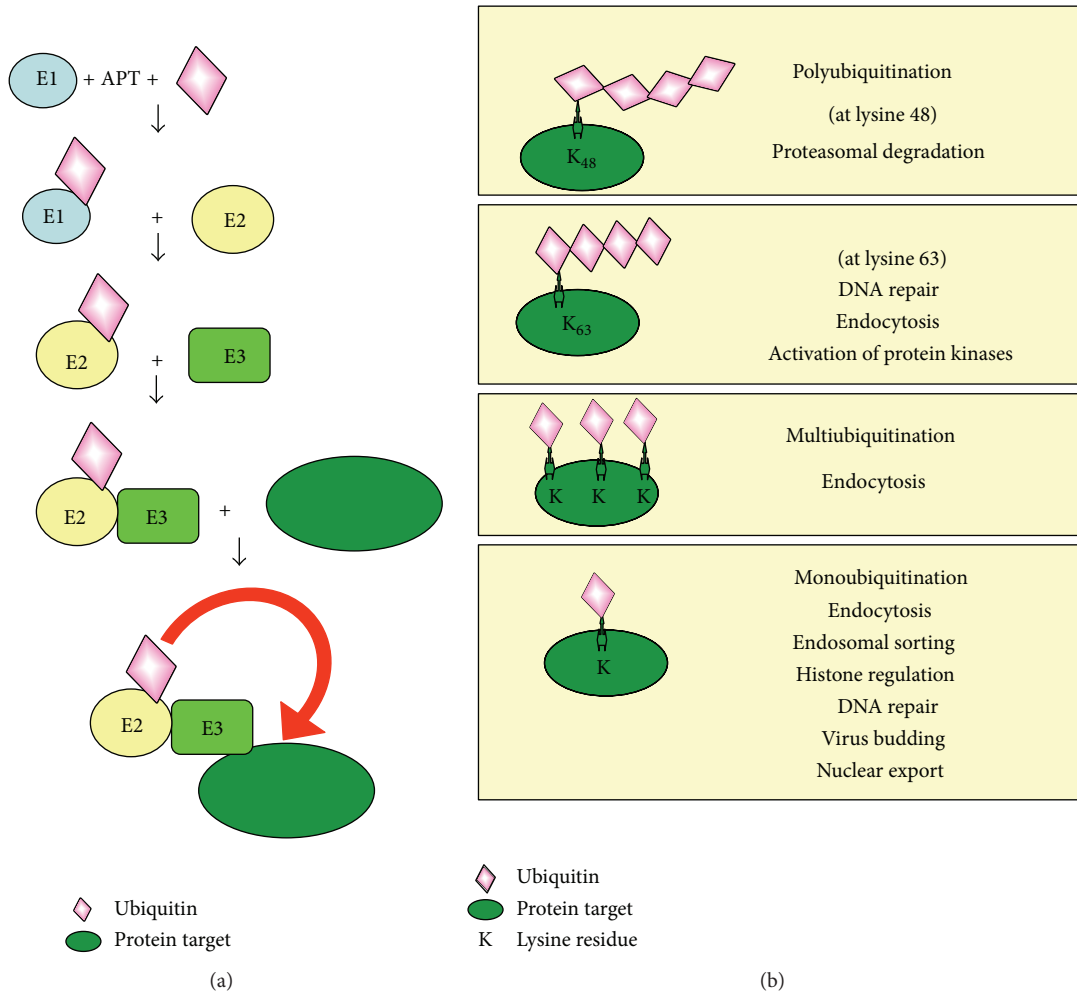 E1 + APT +
E1
+
E2
E2
+
E3
E2
E3
+
E2
E3
Ubiquitin
Protein target
(a)
K48
Polyubiquitination
(at lysine 48)
Proteasomal degradation
K63
(at lysine 63)
DNA repair
Endocytosis
Activation of protein kinases
K K K
Multiubiquitination
Endocytosis
K
Monoubiquitination
Endocytosis
Endosomal sorting
Histone regulation
DNA repair
Virus budding
Nuclear export
Ubiquitin
Protein target
K Lysine residue
(b)